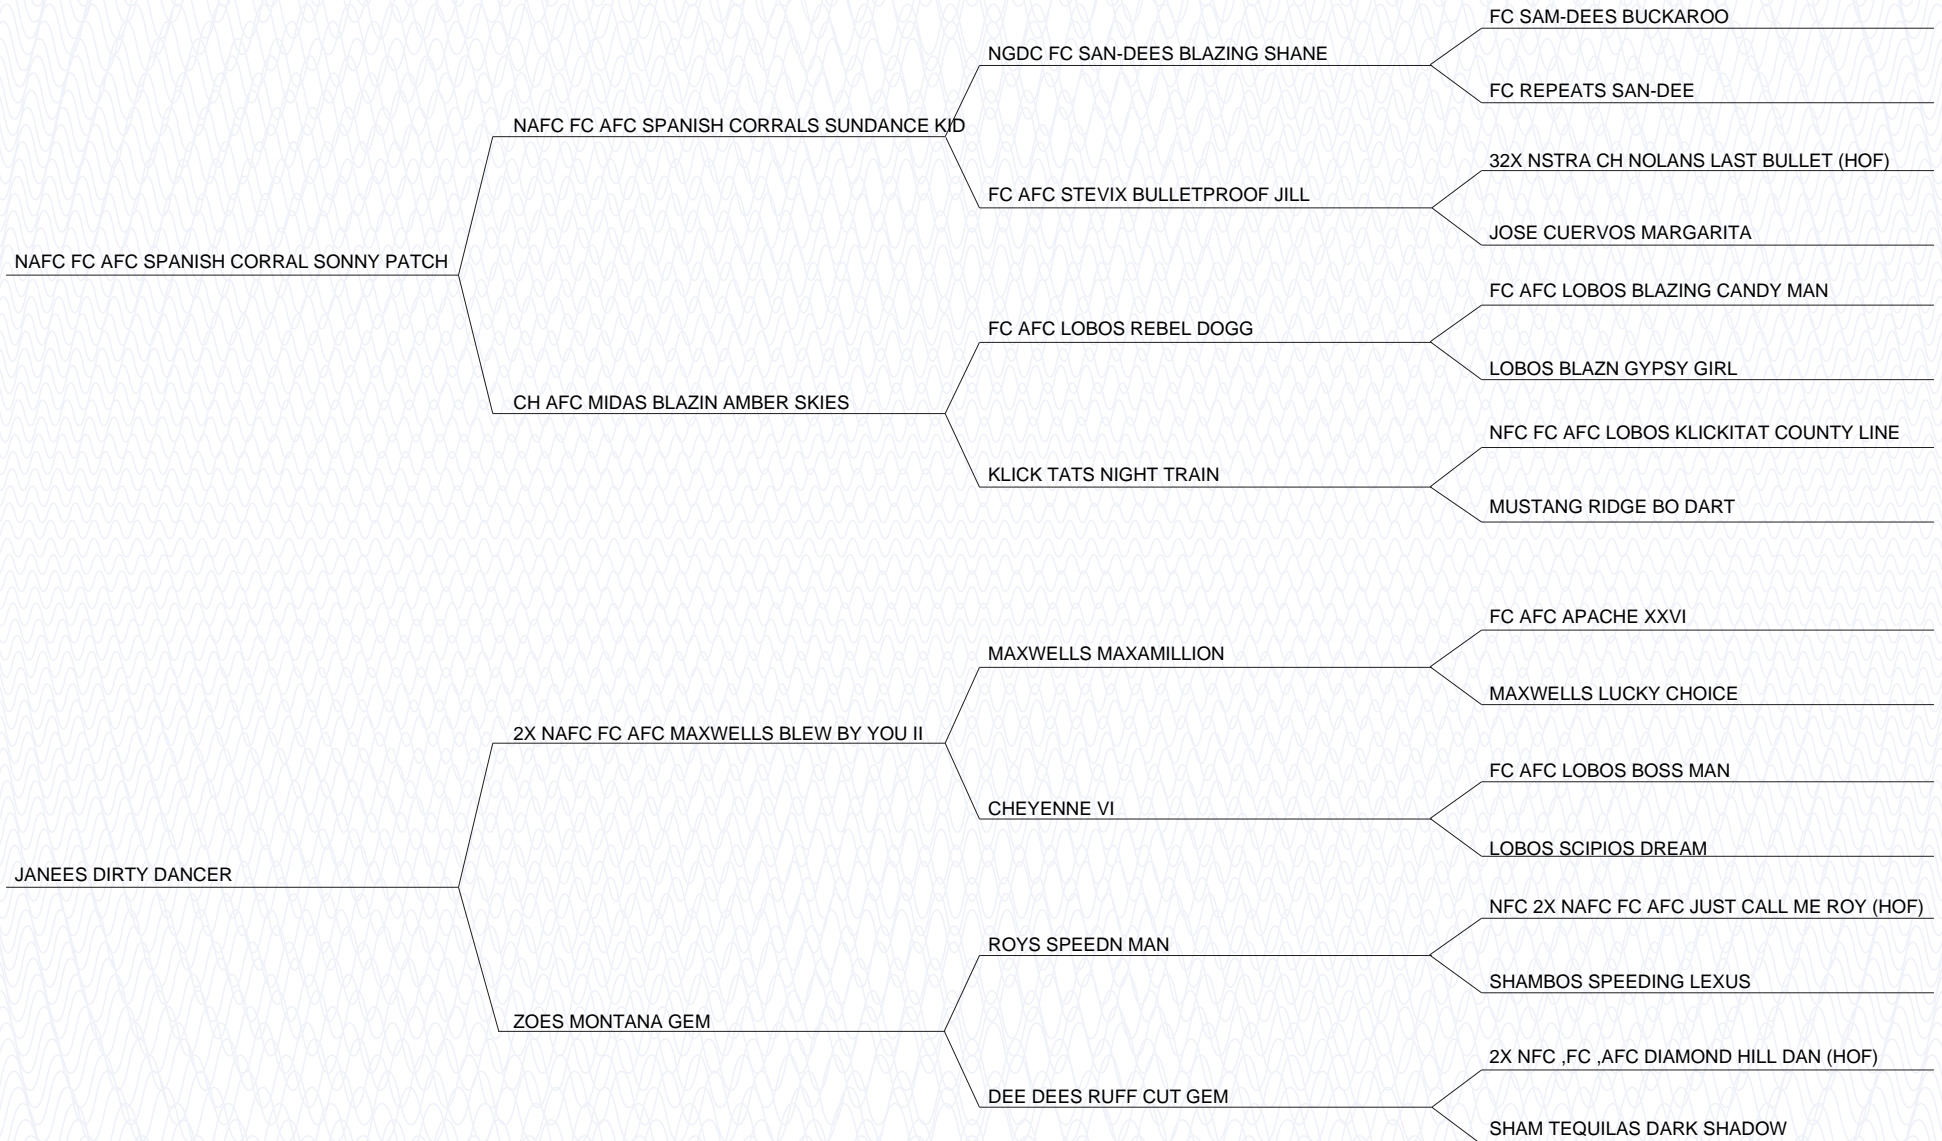 FC SAM-DEES BUCKAROO
NGDC FC SAN-DEES BLAZING SHANE
FC REPEATS SAN-DEE
NAFC FC AFC SPANISH CORRALS SUNDANCE KID
32X NSTRA CH NOLANS LAST BULLET (HOF)
FC AFC STEVIX BULLETPROOF JILL
JOSE CUERVOS MARGARITA
NAFC FC AFC SPANISH CORRAL SONNY PATCH
FC AFC LOBOS BLAZING CANDY MAN
FC AFC LOBOS REBEL DOGG
LOBOS BLAZN GYPSY GIRL
CH AFC MIDAS BLAZIN AMBER SKIES
NFC FC AFC LOBOS KLICKITAT COUNTY LINE
KLICK TATS NIGHT TRAIN
MUSTANG RIDGE BO DART
FC AFC APACHE XXVI
MAXWELLS MAXAMILLION
MAXWELLS LUCKY CHOICE
2X NAFC FC AFC MAXWELLS BLEW BY YOU II
FC AFC LOBOS BOSS MAN
CHEYENNE VI
LOBOS SCIPIOS DREAM
JANEES DIRTY DANCER
NFC 2X NAFC FC AFC JUST CALL ME ROY (HOF)
ROYS SPEEDN MAN
SHAMBOS SPEEDING LEXUS
ZOES MONTANA GEM
2X NFC ,FC ,AFC DIAMOND HILL DAN (HOF)
DEE DEES RUFF CUT GEM
SHAM TEQUILAS DARK SHADOW